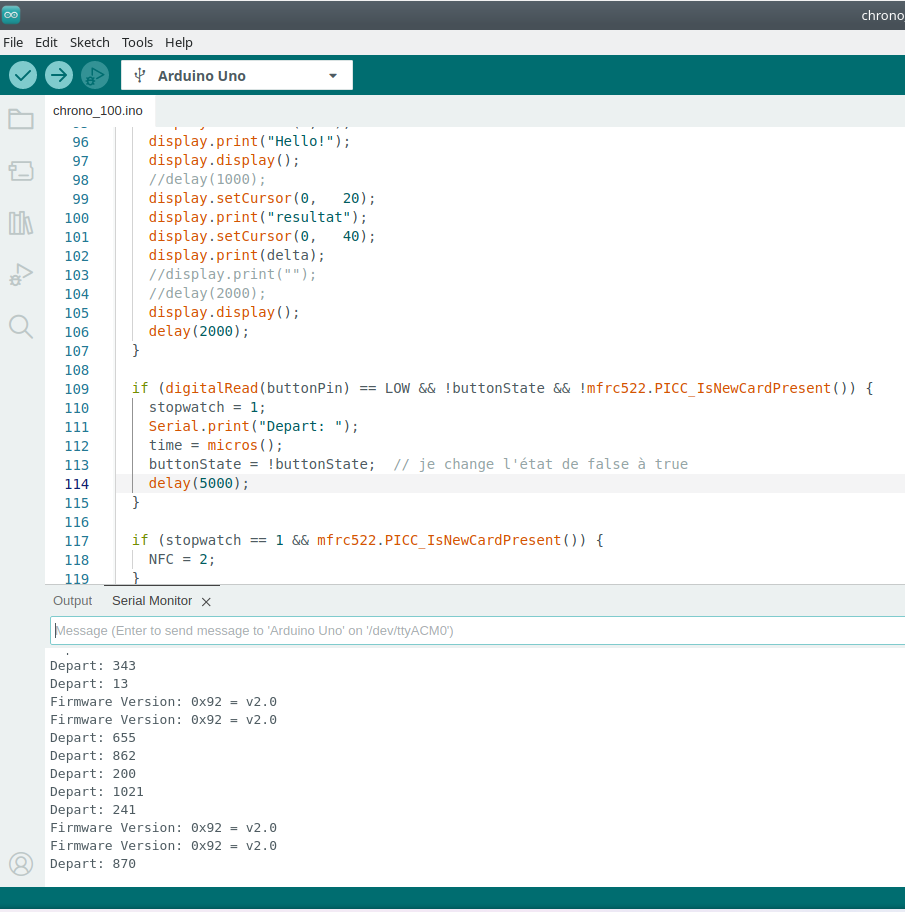 chrono
File Edit Sketch Tools Help
Arduino Uno
chrono_100.ino
96 display.print("Hello!");
97 display.display();
98 //delay(1000);
99 display.setCursor(0,   20);
100 display.print("resultat");
101 display.setCursor(0,   40);
102 display.print(delta);
103 //display.print("");
104 //delay(2000);
105 display.display();
106 delay(2000);
107 }
108
109 if (digitalRead(buttonPin) == LOW && !buttonState && !mfrc522.PICC_IsNewCardPresent()) {
110 stopwatch = 1;
111 Serial.print("Depart: ");
112 time = micros();
113 buttonState = !buttonState;  // je change l'état de false à true
114 delay(5000);
115 }
116
117 if (stopwatch == 1 && mfrc522.PICC_IsNewCardPresent()) {
118 NFC = 2;
119 }
Output Serial Monitor
Message (Enter to send message to 'Arduino Uno' on '/dev/ttyACM0')
Depart: 343
Depart: 13
Firmware Version: 0x92 = v2.0
Firmware Version: 0x92 = v2.0
Depart: 655
Depart: 862
Depart: 200
Depart: 1021
Depart: 241
Firmware Version: 0x92 = v2.0
Firmware Version: 0x92 = v2.0
Depart: 870